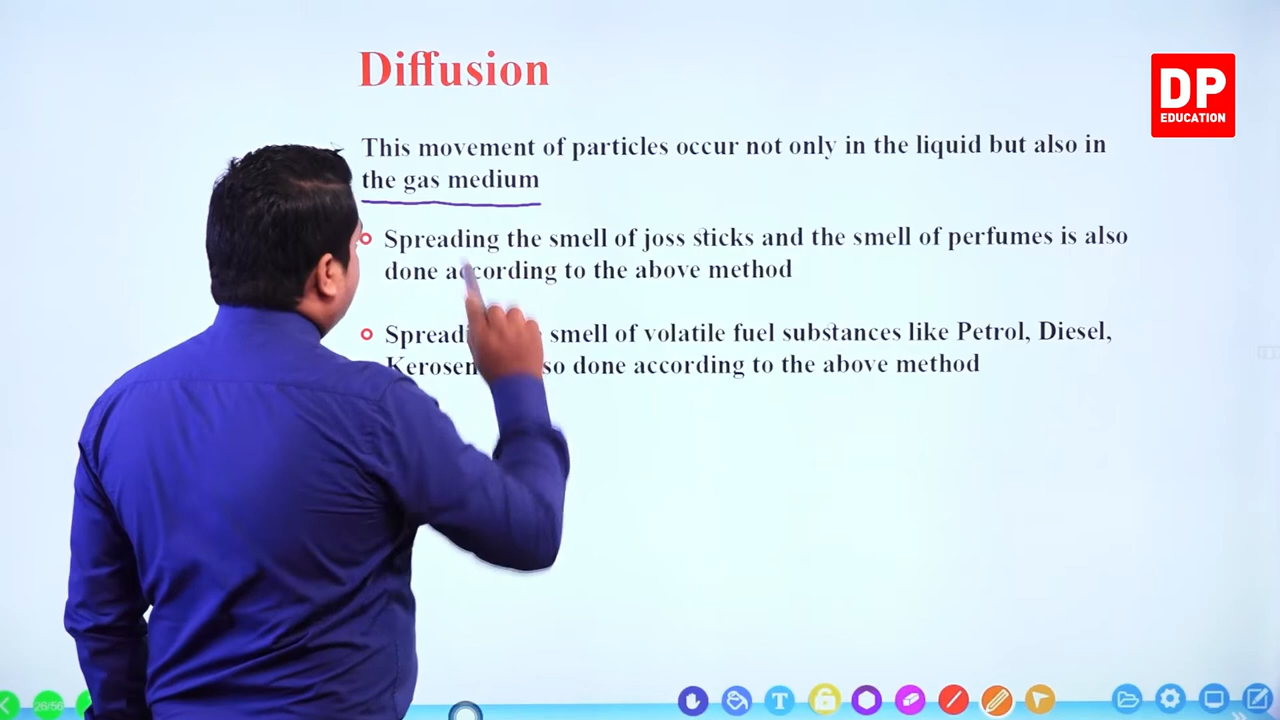 Diffusion
DP
EDUCATION
This movement of particles occur not only in the liquid but also in
the gas medium
Spreading the smell of joss sticks and the smell of perfumes is also
done according to the above method
smell of volatile fuel substances like Petrol, Diesel,
done according to the above method
26/56